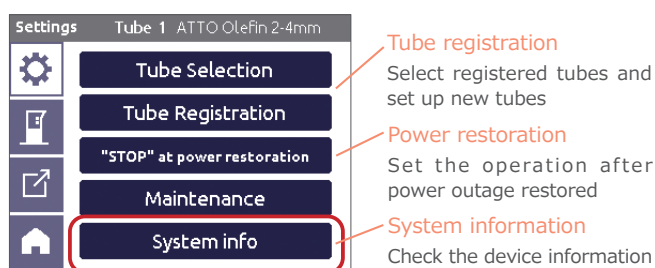 Settings Tube 1 ATTO Olefin 2-4mm
Tube Selection
Tube Registration
"STOP" at power restoration
Maintenance
System info
Tube registration
Select registered tubes and
set up new tubes
Power restoration
Set the operation after
power outage restored
System information
Check the device information